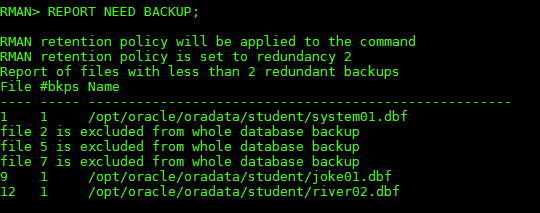 RMAN> REPORT NEED BACKUP;
RMAN retention policy will be applied to the command
RMAN retention policy is set to redundancy 2
Report of files with less than 2 redundant backups
File #bkps Name
---- ----- -----------------------------------------------------
1    1     /opt/oracle/oradata/student/system01.dbf
file 2 is excluded from whole database backup
file 5 is excluded from whole database backup
file 7 is excluded from whole database backup
9    1     /opt/oracle/oradata/student/joke01.dbf
12   1     /opt/oracle/oradata/student/river02.dbf